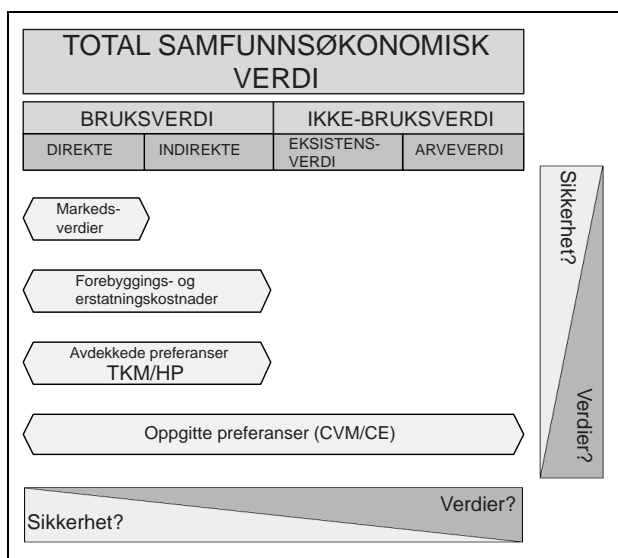 TOTAL SAMFUNNSØKONOMISK
VERDI
BRUKSVERDI
IKKE-BRUKSVERDI
DIREKTE
INDIREKTE
EKSISTENS-
VERDI
ARVEVERDI
Markeds-
verdier
Forebyggings- og
erstatningskostnader
Avdekkede preferanser
TKM/HP
Oppgitte preferanser (CVM/CE)
Sikkerhet?
Verdier?
Verdier?
Sikkerhet?